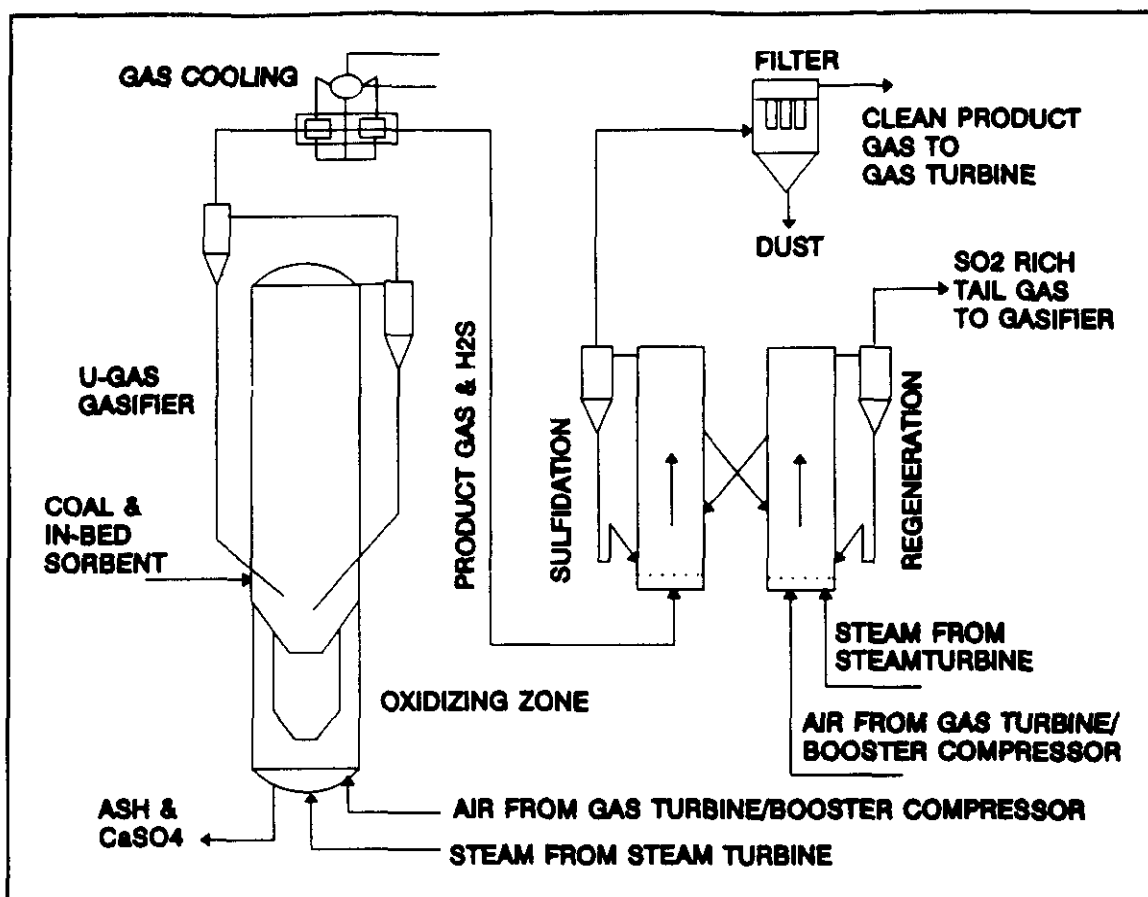 GAS COOLING
FILTER
CLEAN PRODUCT
GAS TO
GAS TURBINE
DUST
SO2 RICH
TAIL GAS
TO GASIFIER
U-GAS
GASIFIER
PRODUCT GAS & H2S
SULFIDATION
REGENERATION
COAL &
IN-BED
SORBENT
STEAM FROM
STEAMTURBINE
OXIDIZING ZONE
AIR FROM GAS TURBINE/
BOOSTER COMPRESSOR
ASH &
CaSO4
AIR FROM GAS TURBINE/BOOSTER COMPRESSOR
STEAM FROM STEAM TURBINE